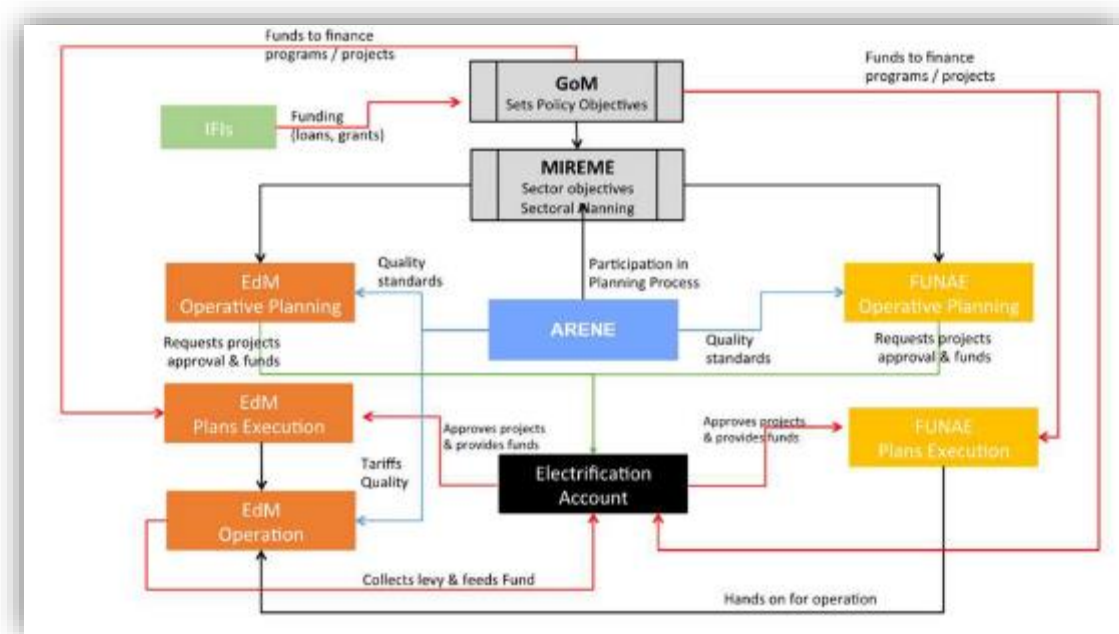 Funds to finance
programs / projects
GoM
Sets Policy Objectives
Funds to finance
programs / projects
IFIs
Funding
(loans, grants)
MIREME
Sector objectives
Sectoral Planning
EdM
Operative Planning
Quality
standards
Participation in
Planning Process
FUNAE
Operative Planning
ARENE
Quality
standards
Requests projects
approval & funds
Requests projects
approval & funds
EdM
Plans Execution
Approves projects
& provides funds
Approves projects
& provides funds
FUNAE
Plans Execution
Tariffs
Quality
Electrification
Account
EdM
Operation
Collects levy & feeds Fund
Hands on for operation